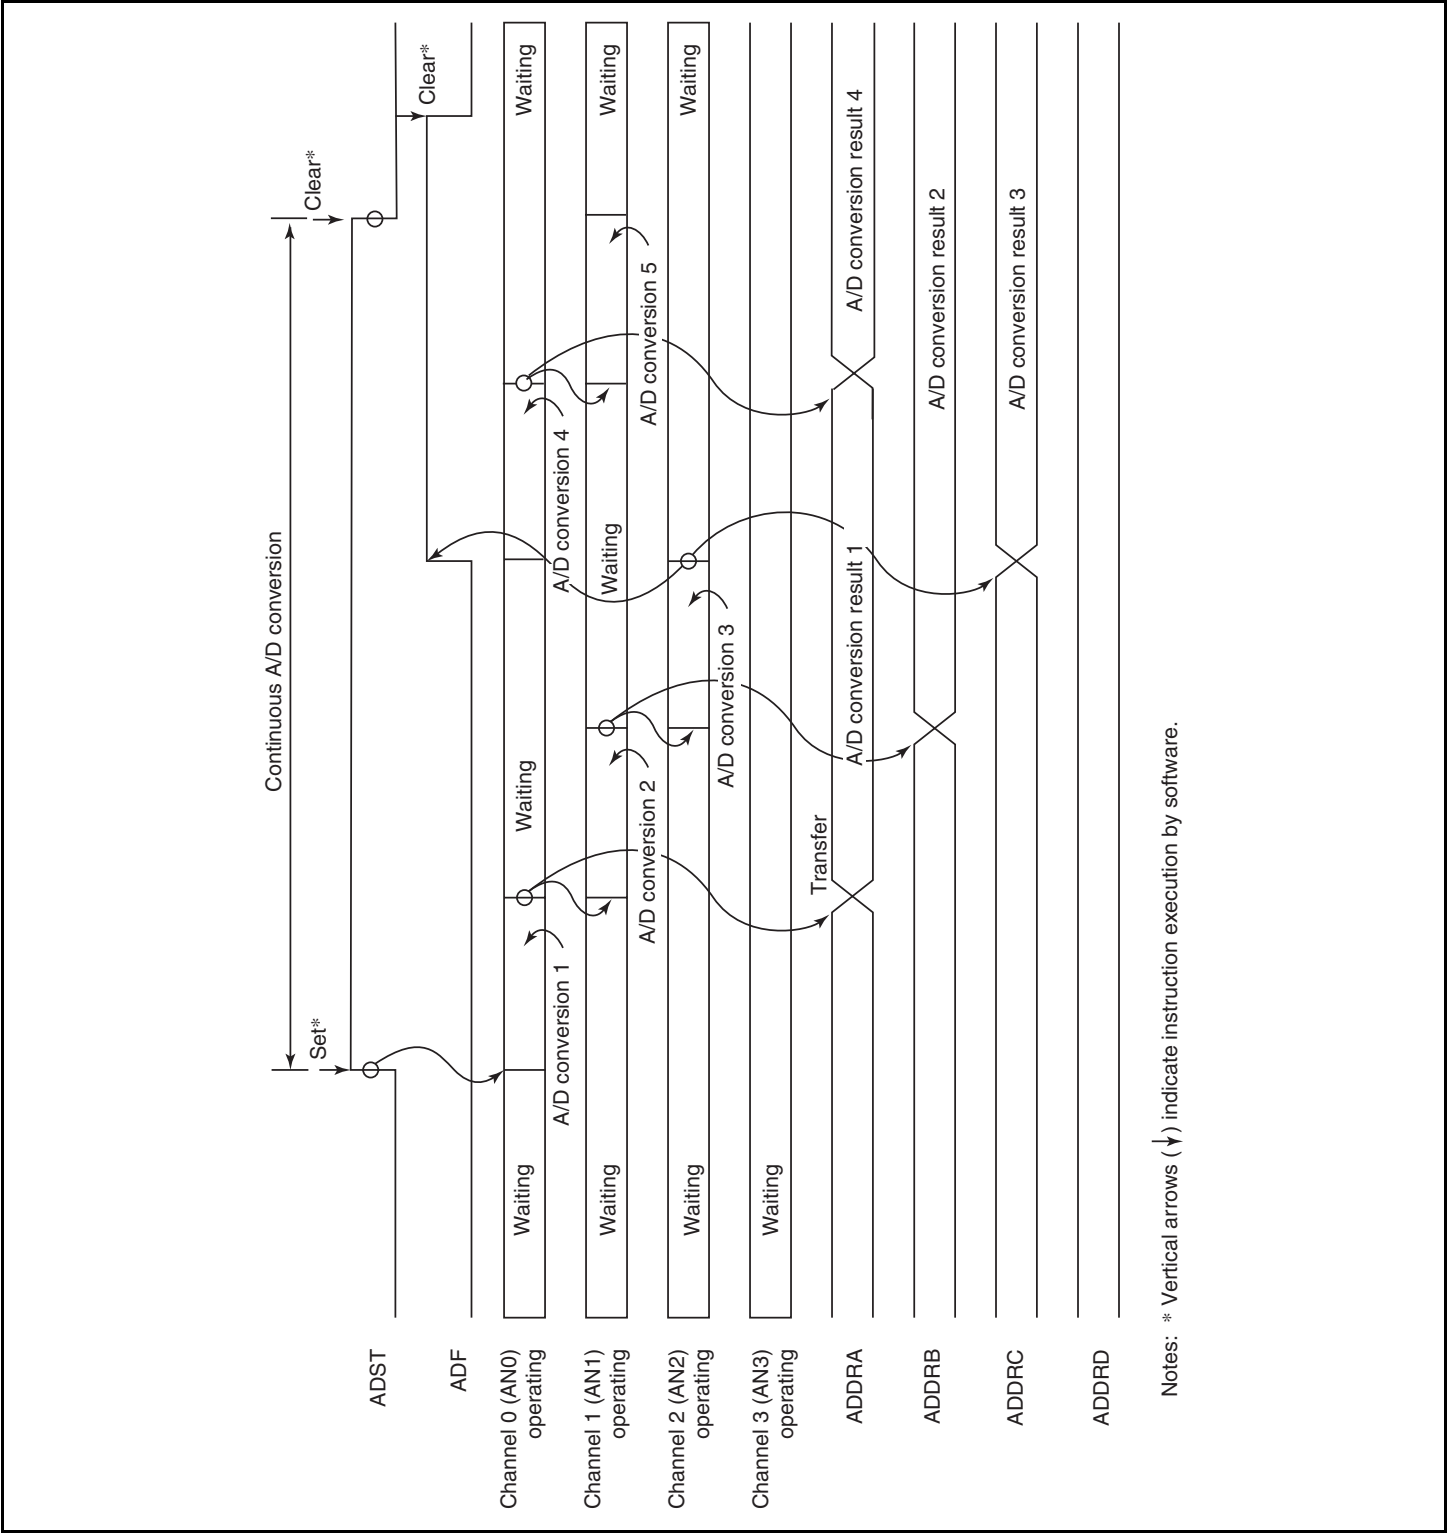 Continuous A/D conversion
Set*
Clear*
Clear*
ADST
ADF
Channel 0 (AN0)
operating
Waiting
A/D conversion 1
Waiting
A/D conversion 4
Waiting
Channel 1 (AN1)
operating
Waiting
A/D conversion 2
Waiting
A/D conversion 5
Waiting
Channel 2 (AN2)
operating
Waiting
A/D conversion 3
Waiting
Channel 3 (AN3)
operating
Waiting
Transfer
ADDRA
A/D conversion result 1
A/D conversion result 4
ADDRB
A/D conversion result 2
ADDRC
A/D conversion result 3
ADDRD
Notes: * Vertical arrows (↓) indicate instruction execution by software.